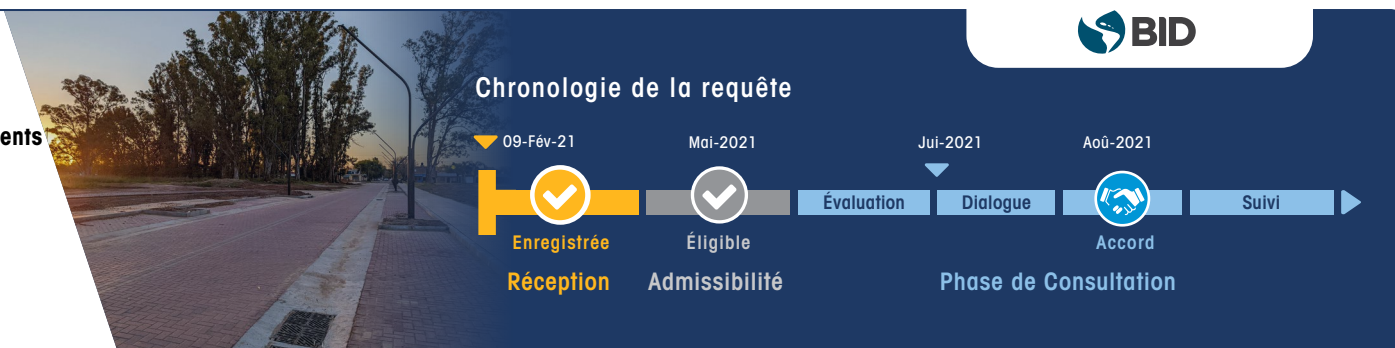 BID
Chronologie de la requête
ents
09-Fév-21 Mai-2021 Jui-2021 Aoû-2021
Évaluation Dialogue Suivi
Enregistrée Éligible Accord
Réception Admissibilité Phase de Consultation